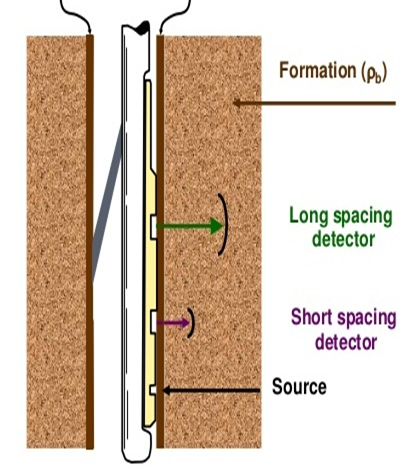 Formation (ρb)
Long spacing
detector
Short spacing
detector
Source